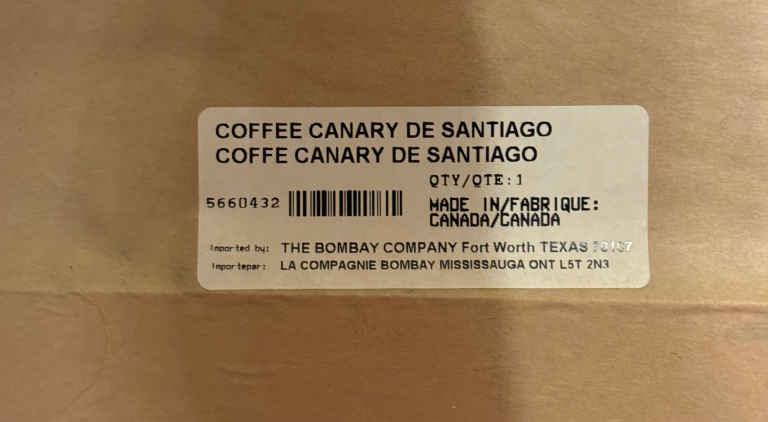 COFFEE CANARY DE SANTIAGO
COFFE CANARY DE SANTIAGO
QTY/QTE:1
5660432
MADE IN/FABRIQUE:
CANADA/CANADA
Imported by: THE BOMBAY COMPANY Fort Worth TEXAS
Importepar: LA COMPAGNIE BOMBAY MISSISSAUGA ONT L5T 2N3